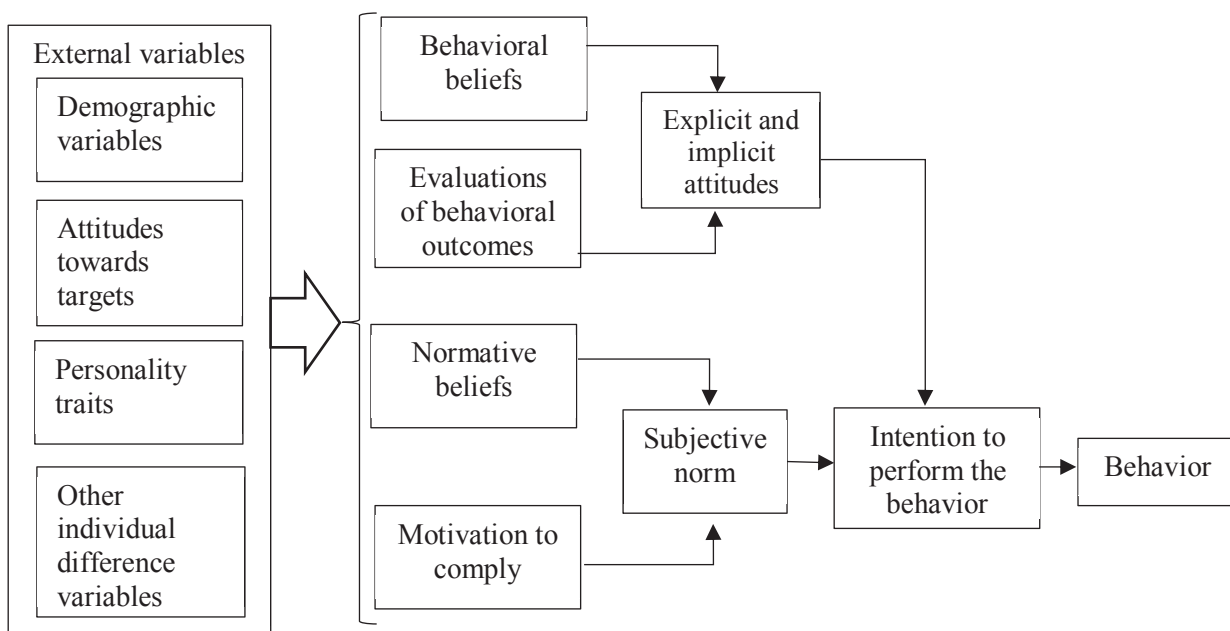 External variables
Demographic
variables
Attitudes
towards
targets
Personality
traits
Other
individual
difference
variables
Behavioral
beliefs
Evaluations
of behavioral
outcomes
Normative
beliefs
Motivation to
comply
Explicit and
implicit
attitudes
Subjective
norm
Intention to
perform the
behavior
Behavior